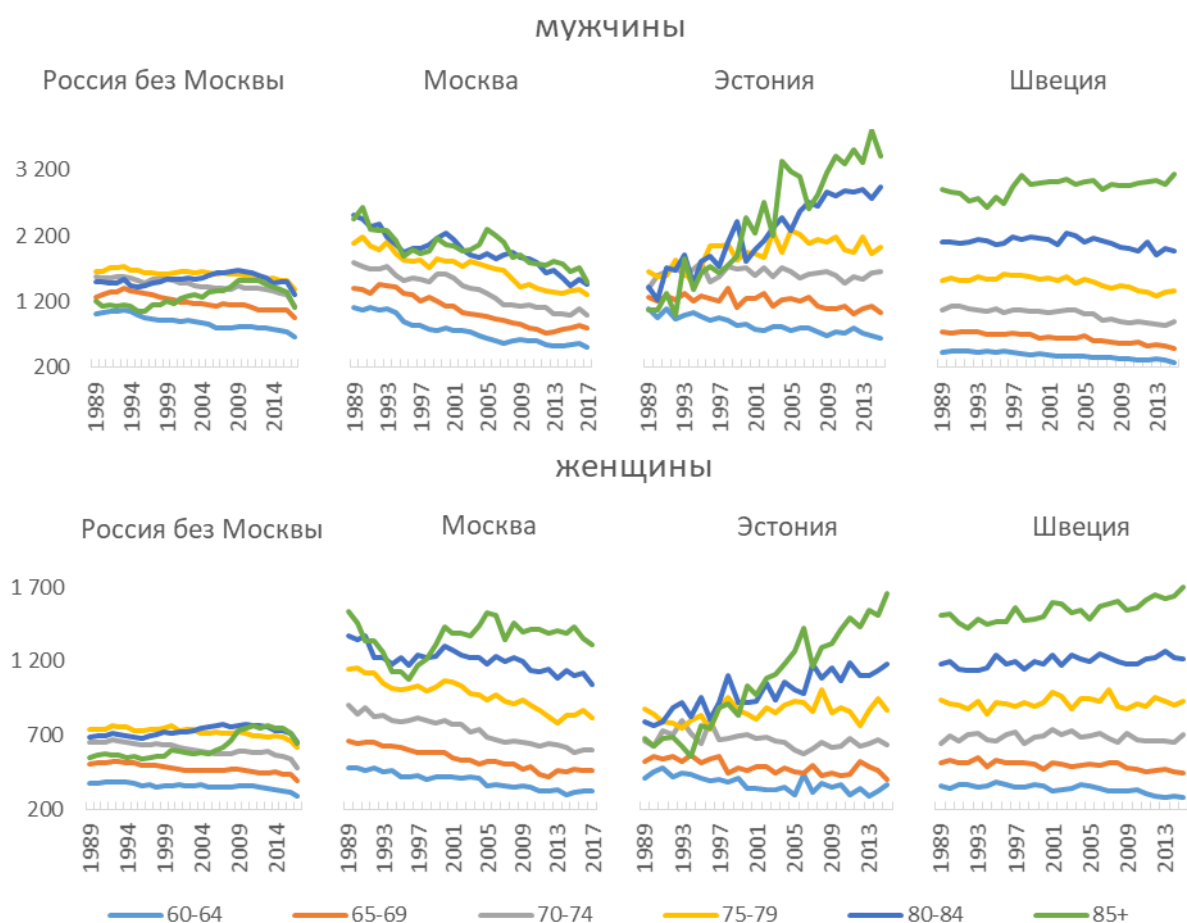 мужчины
Россия без Москвы Москва Эстония Швеция
3 200
2 200
1 200
200
1989 1994 1999 2004 2009 2014 1989 1993 1997 2001 2005 2009 2013 2017 1989 1993 1997 2001 2005 2009 2013 1989 1993 1997 2001 2005 2009 2013
женщины
Россия без Москвы Москва Эстония Швеция
1 700
1 200
700
200
1989 1994 1999 2004 2009 2014 1989 1993 1997 2001 2005 2009 2013 2017 1989 1993 1997 2001 2005 2009 2013 1989 1993 1997 2001 2005 2009 2013
60-64 65-69 70-74 75-79 80-84 85+